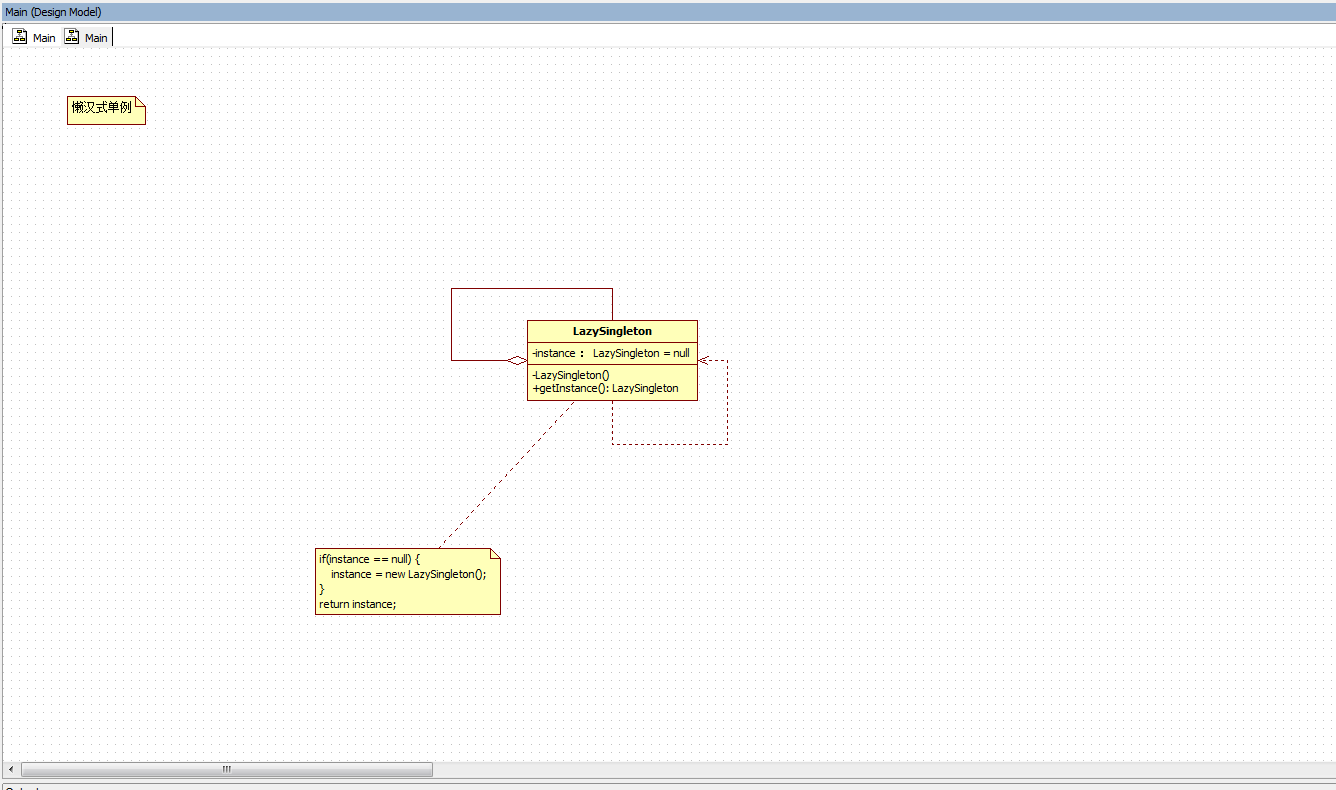 Main (Design Model)
Main Main
懒汉式单例
LazySingleton
-instance : LazySingleton = null
-LazySingleton()
+getInstance(): LazySingleton
if(instance == null) {
instance = new LazySingleton();
}
return instance;